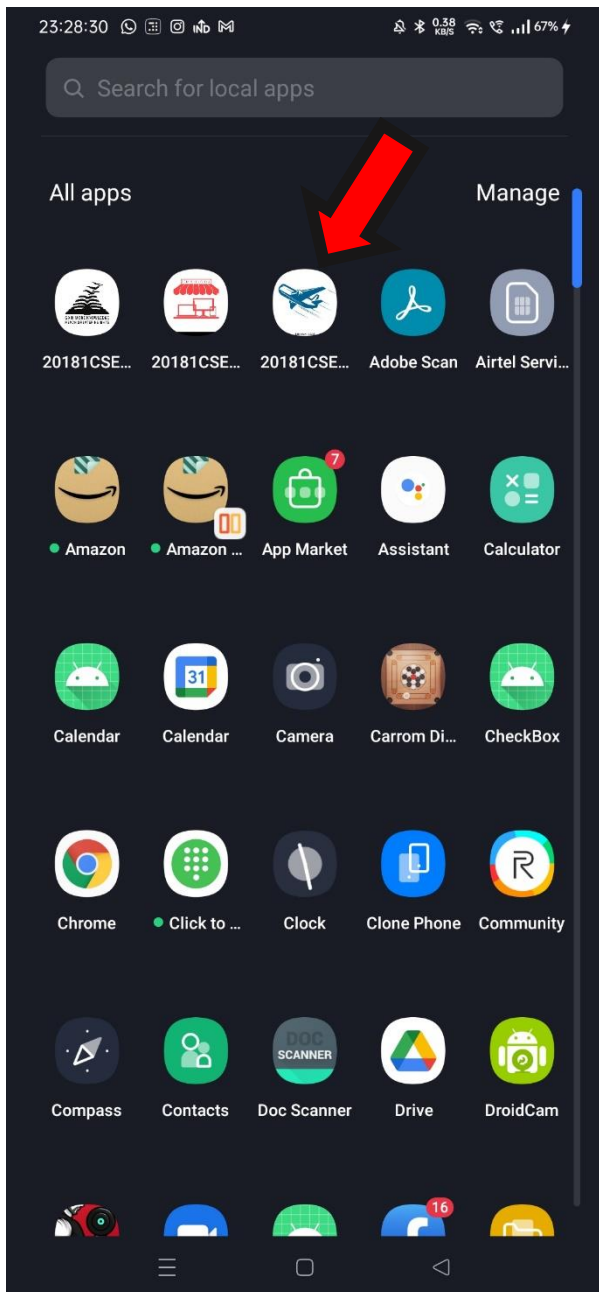 23:28:30 0.38 KB/S 67%
Search for local apps
All apps Manage
20181CSE... 20181CSE... 20181CSE... Adobe Scan Airtel Servi...
7
Amazon Amazon ... App Market Assistant Calculator
31
Calendar Calendar Camera Carrom Di... CheckBox
Chrome Click to ... Clock Clone Phone Community
DOC
SCANNER
Compass Contacts Doc Scanner Drive DroidCam
16